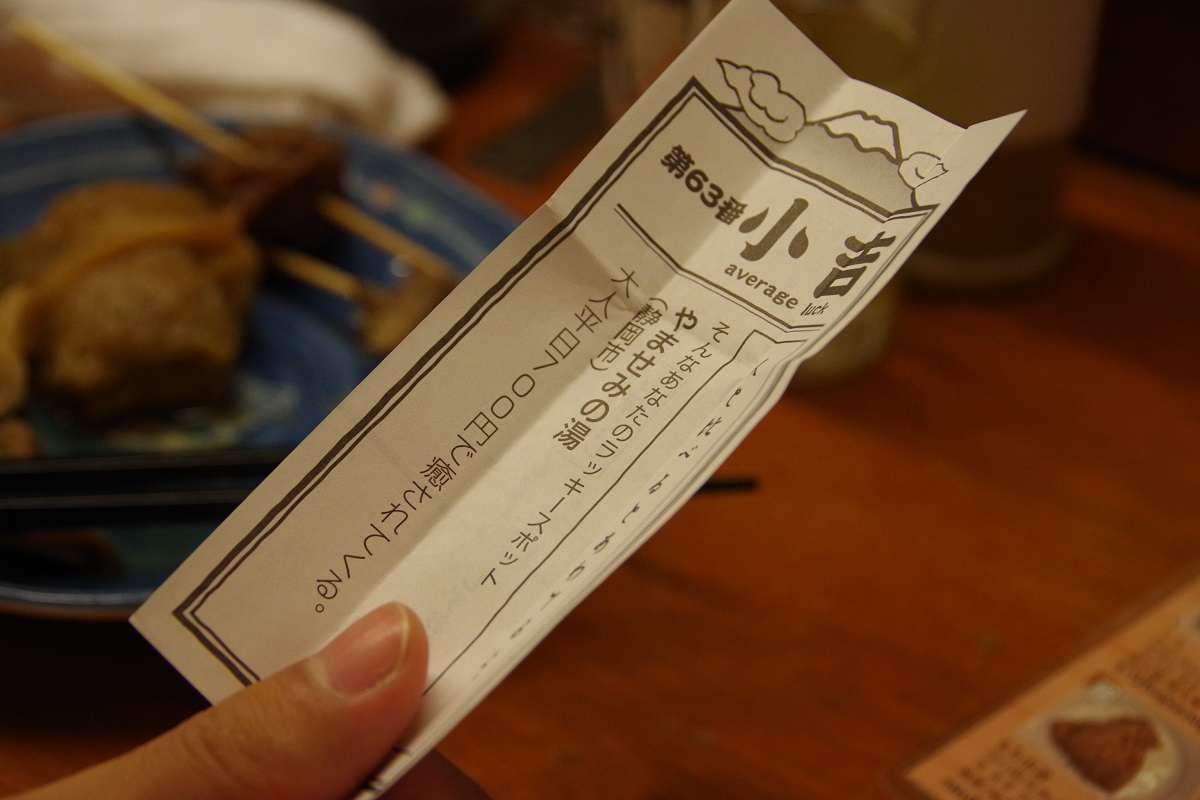 第63番
小吉
average luck
そんなあなたのラッキースポット
やませみの湯
(静岡市)
大人平日700円で癒されてくる。